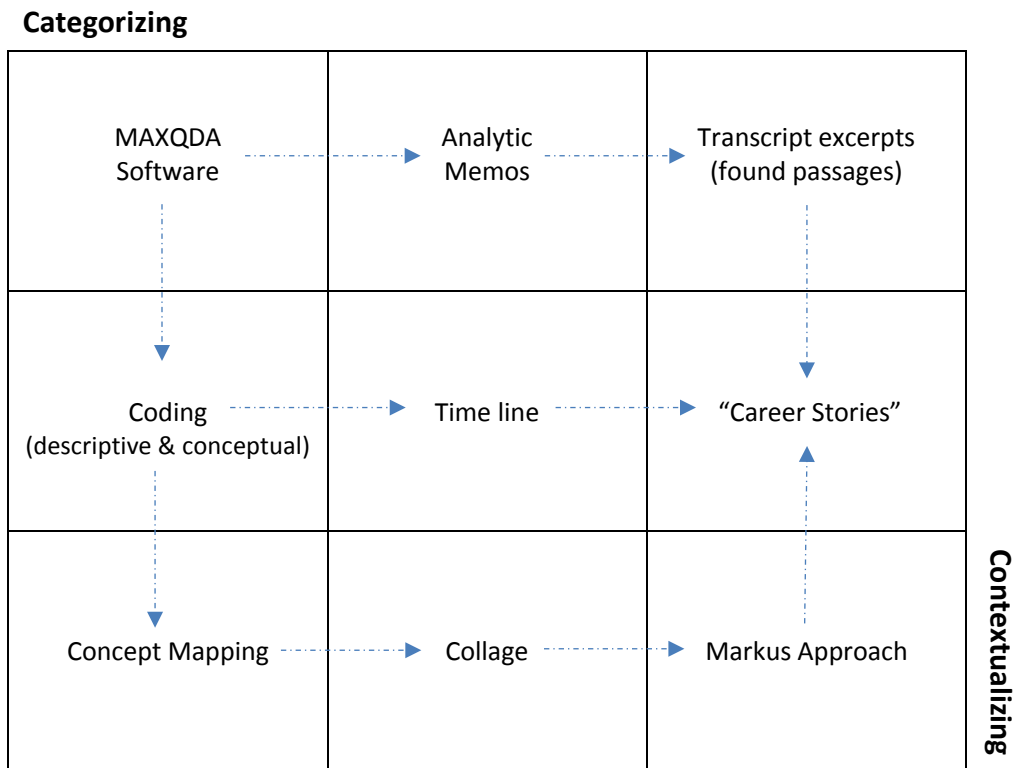 Categorizing
MAXQDA
Software
Analytic
Memos
Transcript excerpts
(found passages)
Coding
(descriptive & conceptual)
Time line
“Career Stories”
Concept Mapping
Collage
Markus Approach
Contextualizing